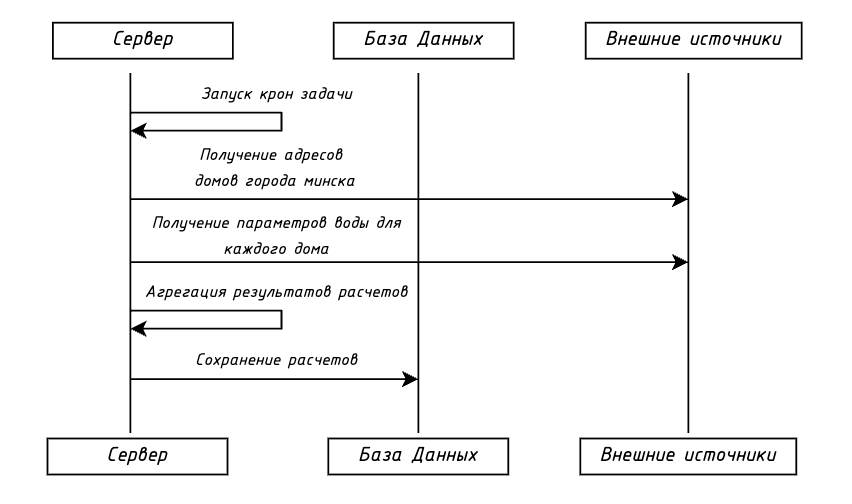 Сервер
База Данных
Внешние источники
Запуск крон задачи
Получение адресов
домов города минска
Получение параметров воды для
каждого дома
Агрегация результатов расчетов
Сохранение расчетов
Сервер
База Данных
Внешние источники